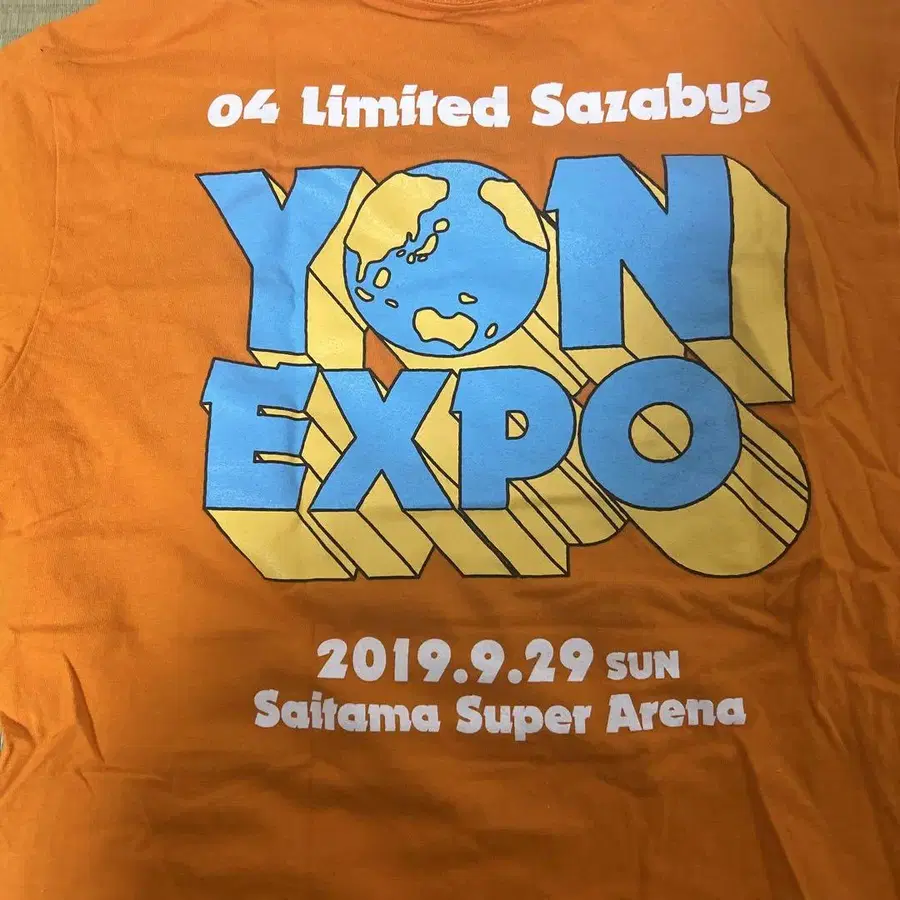 04 Limited Sazabys
YON
EXPO
2019.9.29 SUN
Saitama Super Arena